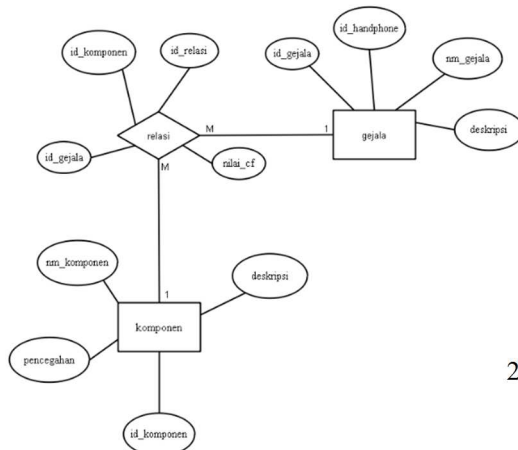 id_handphone
id_komponen
id_relasi
id_gejala
nm_gejala
relasi
M
1
gejala
deskripsi
id_gejala
M
nilai_cf
nm_komponen
deskripsi
1
komponen
pencegahan
2
id_komponen